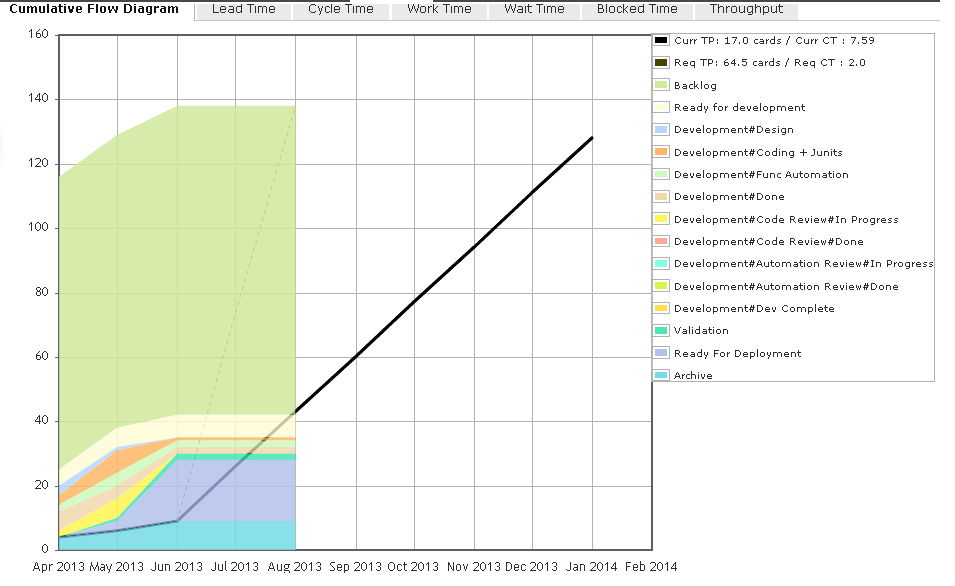 Cumulative Flow Diagram Lead Time Cycle Time Work Time Wait Time Blocked Time Throughput
160
140
120
100
80
60
40
20
0
Apr 2013 May 2013 Jun 2013 Jul 2013 Aug 2013 Sep 2013 Oct 2013 Nov 2013 Dec 2013 Jan 2014 Feb 2014
Curr TP: 17.0 cards / Curr CT : 7.59
Req TP: 64.5 cards / Req CT : 2.0
Backlog
Ready for development
Development#Design
Development#Coding + Junits
Development#Func Automation
Development#Done
Development#Code Review#In Progress
Development#Code Review#Done
Development#Automation Review#In Progress
Development#Automation Review#Done
Development#Dev Complete
Validation
Ready For Deployment
Archive